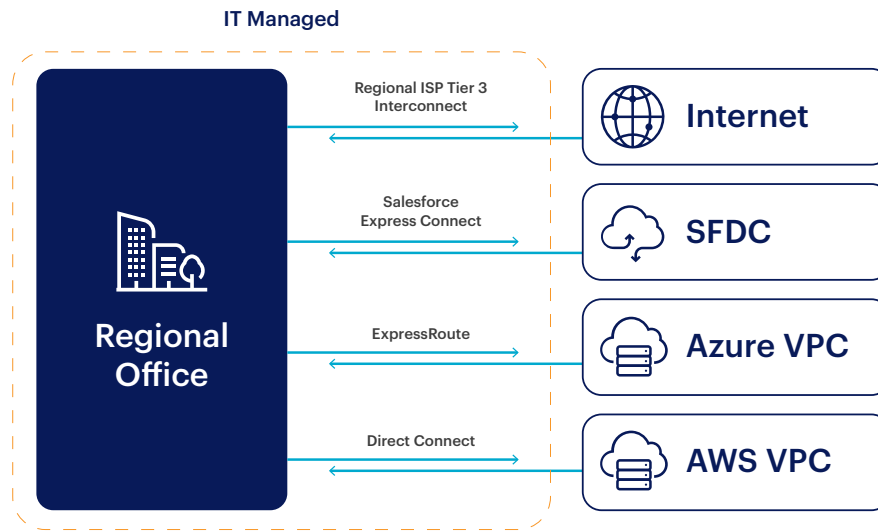 IT Managed
Regional ISP Tier 3
Interconnect
Internet
Salesforce
Express Connect
SFDC
Regional
Office
ExpressRoute
Azure VPC
Direct Connect
AWS VPC